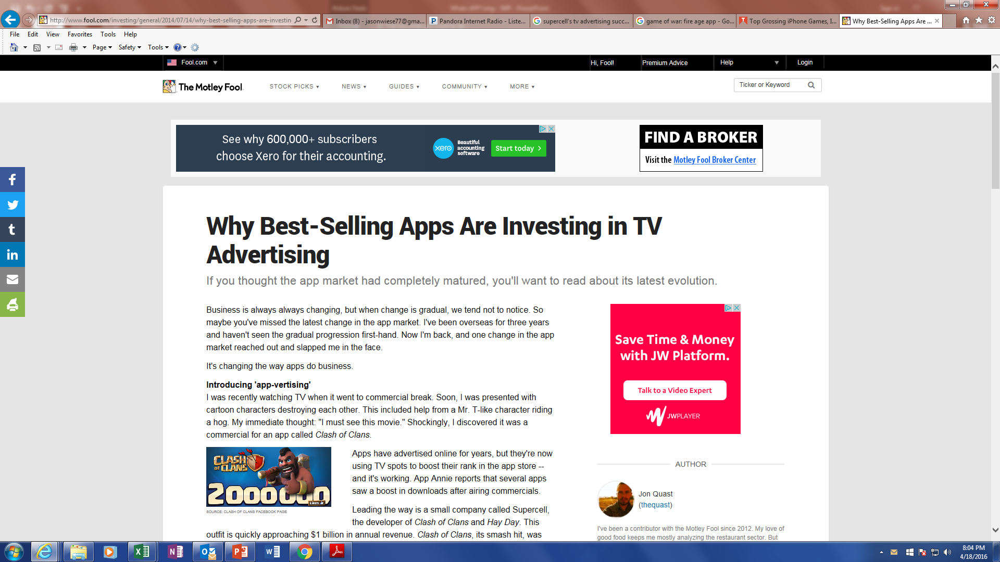 http://www.fool.com/investing/general/2014/07/14/why-best-selling-apps-are-investin
Inbox (8) - jasonwiese77@gma...
Pandora Internet Radio - Liste...
supercell's tv advertising succ...
game of war: fire age app - Go...
Top Grossing iPhone Games, I...
Why Best-Selling Apps Are ...
File Edit View Favorites Tools Help
Page Safety Tools
Fool.com
Hi, Fool! Premium Advice Help Login
The Motley Fool
STOCK PICKS NEWS GUIDES COMMUNITY MORE
Ticker or Keyword
See why 600,000+ subscribers
choose Xero for their accounting.
xero
Beautiful
accounting
software
Start today >
FIND A BROKER
Visit the Motley Fool Broker Center
Why Best-Selling Apps Are Investing in TV
Advertising
If you thought the app market had completely matured, you'll want to read about its latest evolution.
Business is always always changing, but when change is gradual, we tend not to notice. So
maybe you've missed the latest change in the app market. I've been overseas for three years
and haven't seen the gradual progression first-hand. Now I'm back, and one change in the app
market reached out and slapped me in the face.
It's changing the way apps do business.
Introducing 'app-vertising'
I was recently watching TV when it went to commercial break. Soon, I was presented with
cartoon characters destroying each other. This included help from a Mr. T-like character riding
a hog. My immediate thought: "I must see this movie." Shockingly, I discovered it was a
commercial for an app called Clash of Clans.
CLASH
OF CLANS
2000000
Likes
SOURCE: CLASH OF CLANS FACEBOOK PAGE
Apps have advertised online for years, but they're now
using TV spots to boost their rank in the app store --
and it's working. App Annie reports that several apps
saw a boost in downloads after airing commercials.
Leading the way is a small company called Supercell,
the developer of Clash of Clans and Hay Day. This
outfit is quickly approaching $1 billion in annual revenue. Clash of Clans, its smash hit, was
Save Time & Money
with JW Platform.
Talk to a Video Expert
JWPLAYER
AUTHOR
Jon Quast
(thequast)
I've been a contributor with the Motley Fool since 2012. My love of
good food keeps me mostly analyzing the restaurant sector. But
8:04 PM
4/18/2016